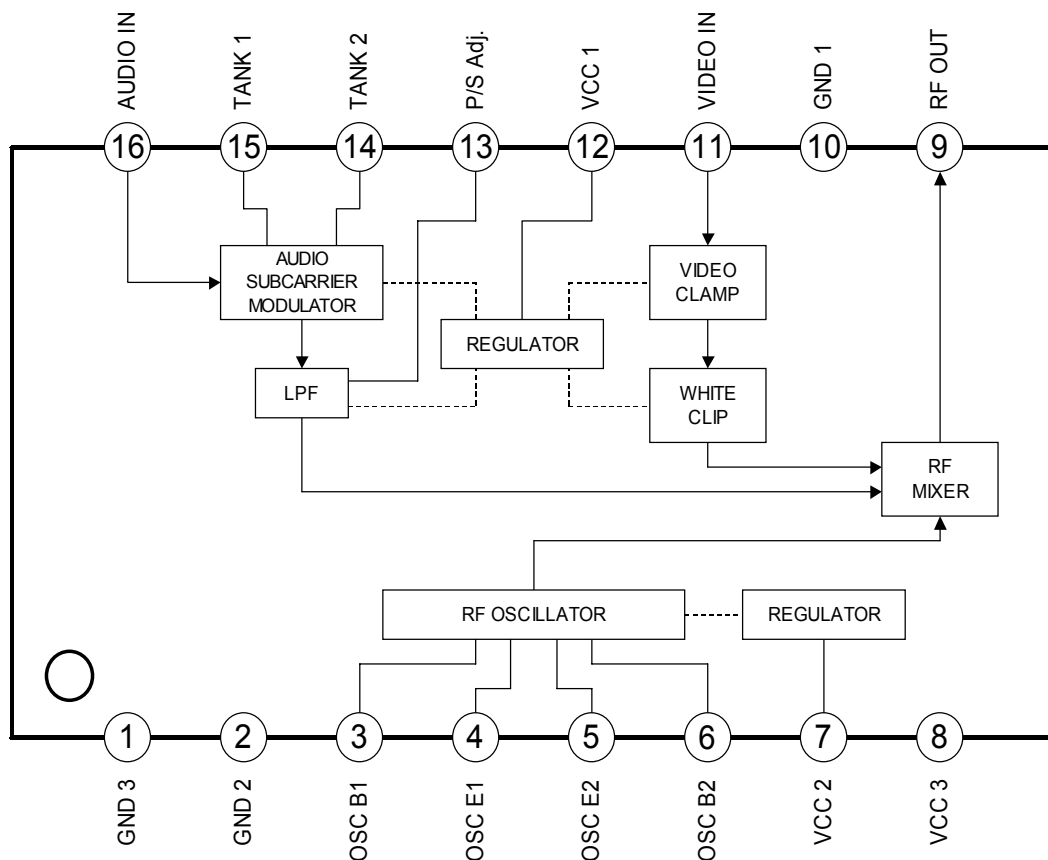 AUDIO IN
TANK 1
TANK 2
P/S Adj.
VCC 1
VIDEO IN
GND 1
RF OUT
16
15
14
13
12
11
10
9
AUDIO
SUBCARRIER
MODULATOR
VIDEO
CLAMP
REGULATOR
LPF
WHITE
CLIP
RF
MIXER
RF OSCILLATOR
REGULATOR
1
2
3
4
5
6
7
8
GND 3
GND 2
OSC B1
OSC E1
OSC E2
OSC B2
VCC 2
VCC 3